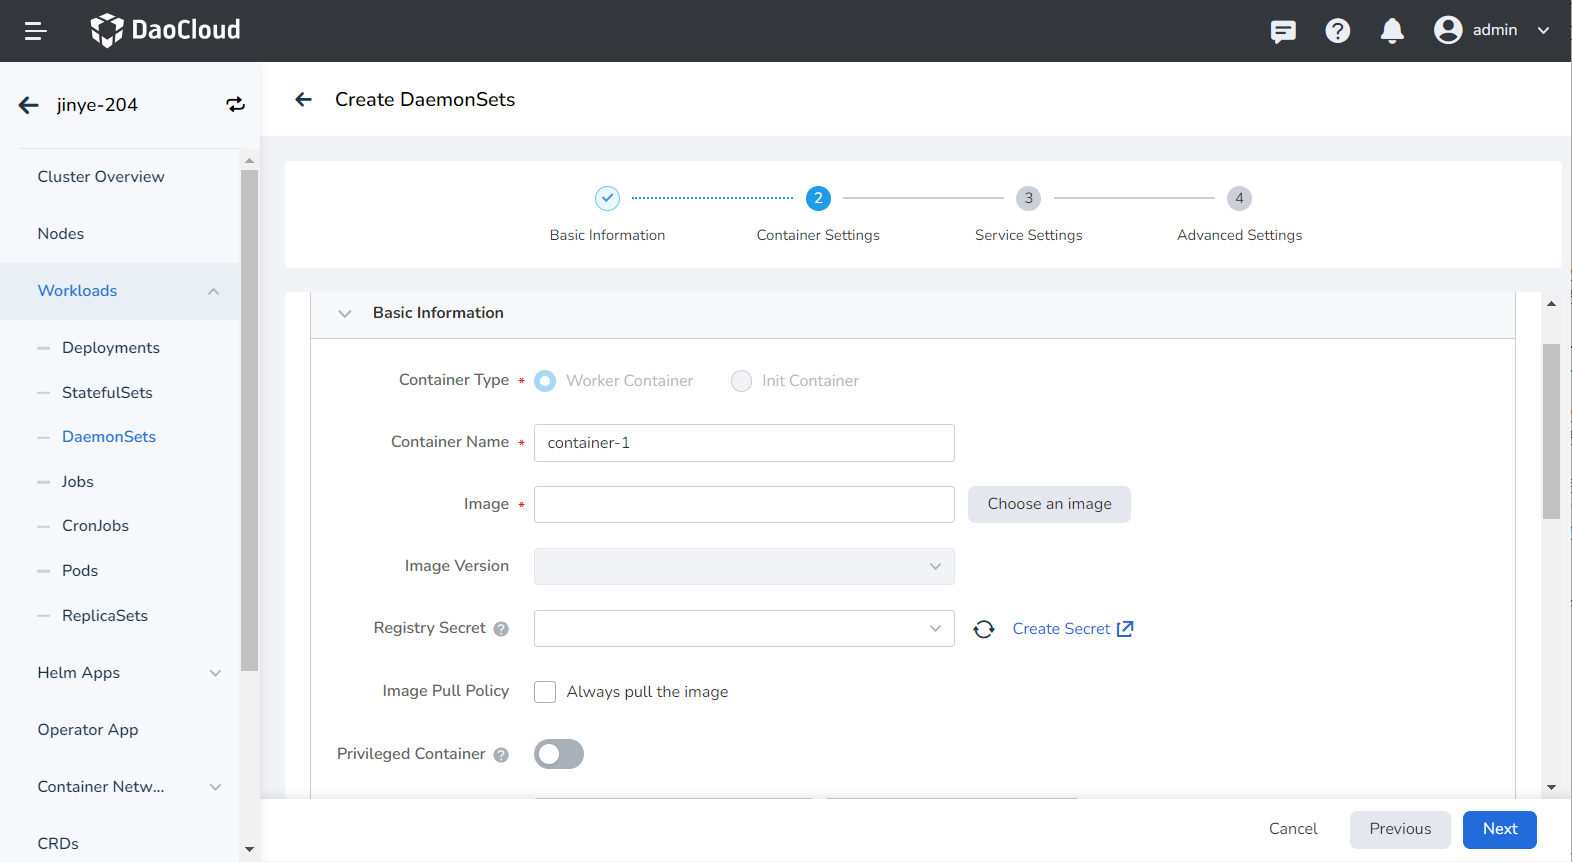 DaoCloud
admin
jinye-204
Cluster Overview
Nodes
Workloads
Deployments
StatefulSets
DaemonSets
Jobs
CronJobs
Pods
ReplicaSets
Helm Apps
Operator App
Container Netw...
CRDs
Create DaemonSets
2
3
4
Basic Information
Container Settings
Service Settings
Advanced Settings
Basic Information
Container Type * Worker Container Init Container
Container Name * container-1
Image * Choose an image
Image Version
Registry Secret ? Create Secret
Image Pull Policy Always pull the image
Privileged Container ?
Cancel Previous Next